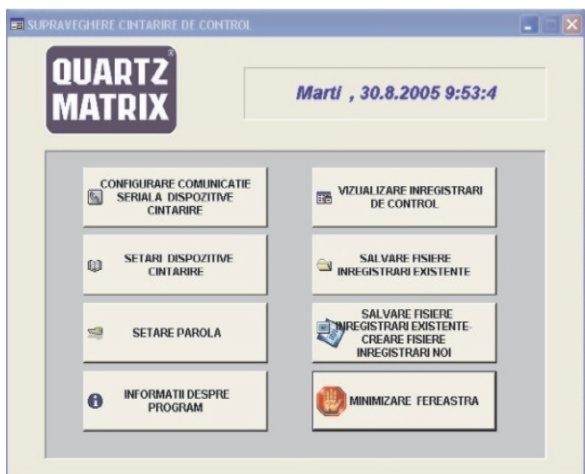 SUPRAVEGHERE CINTARIRE DE CONTROL
QUARTZ®
MATRIX
Marti , 30.8.2005 9:53:4
CONFIGURARE COMUNICATIE
SERIALA DISPOZITIVE
CINTARIRE
SETARI DISPOZITIVE
CINTARIRE
SETARE PAROLA
INFORMATII DESPRE
PROGRAM
VIZUALIZARE INREGISTRARI
DE CONTROL
SALVARE FISIERE
INREGISTRARI EXISTENTE
SALVARE FISIERE
INREGISTRARI EXISTENTE-
CREARE FISIERE
INREGISTRARI NOI
MINIMIZARE FEREASTRA